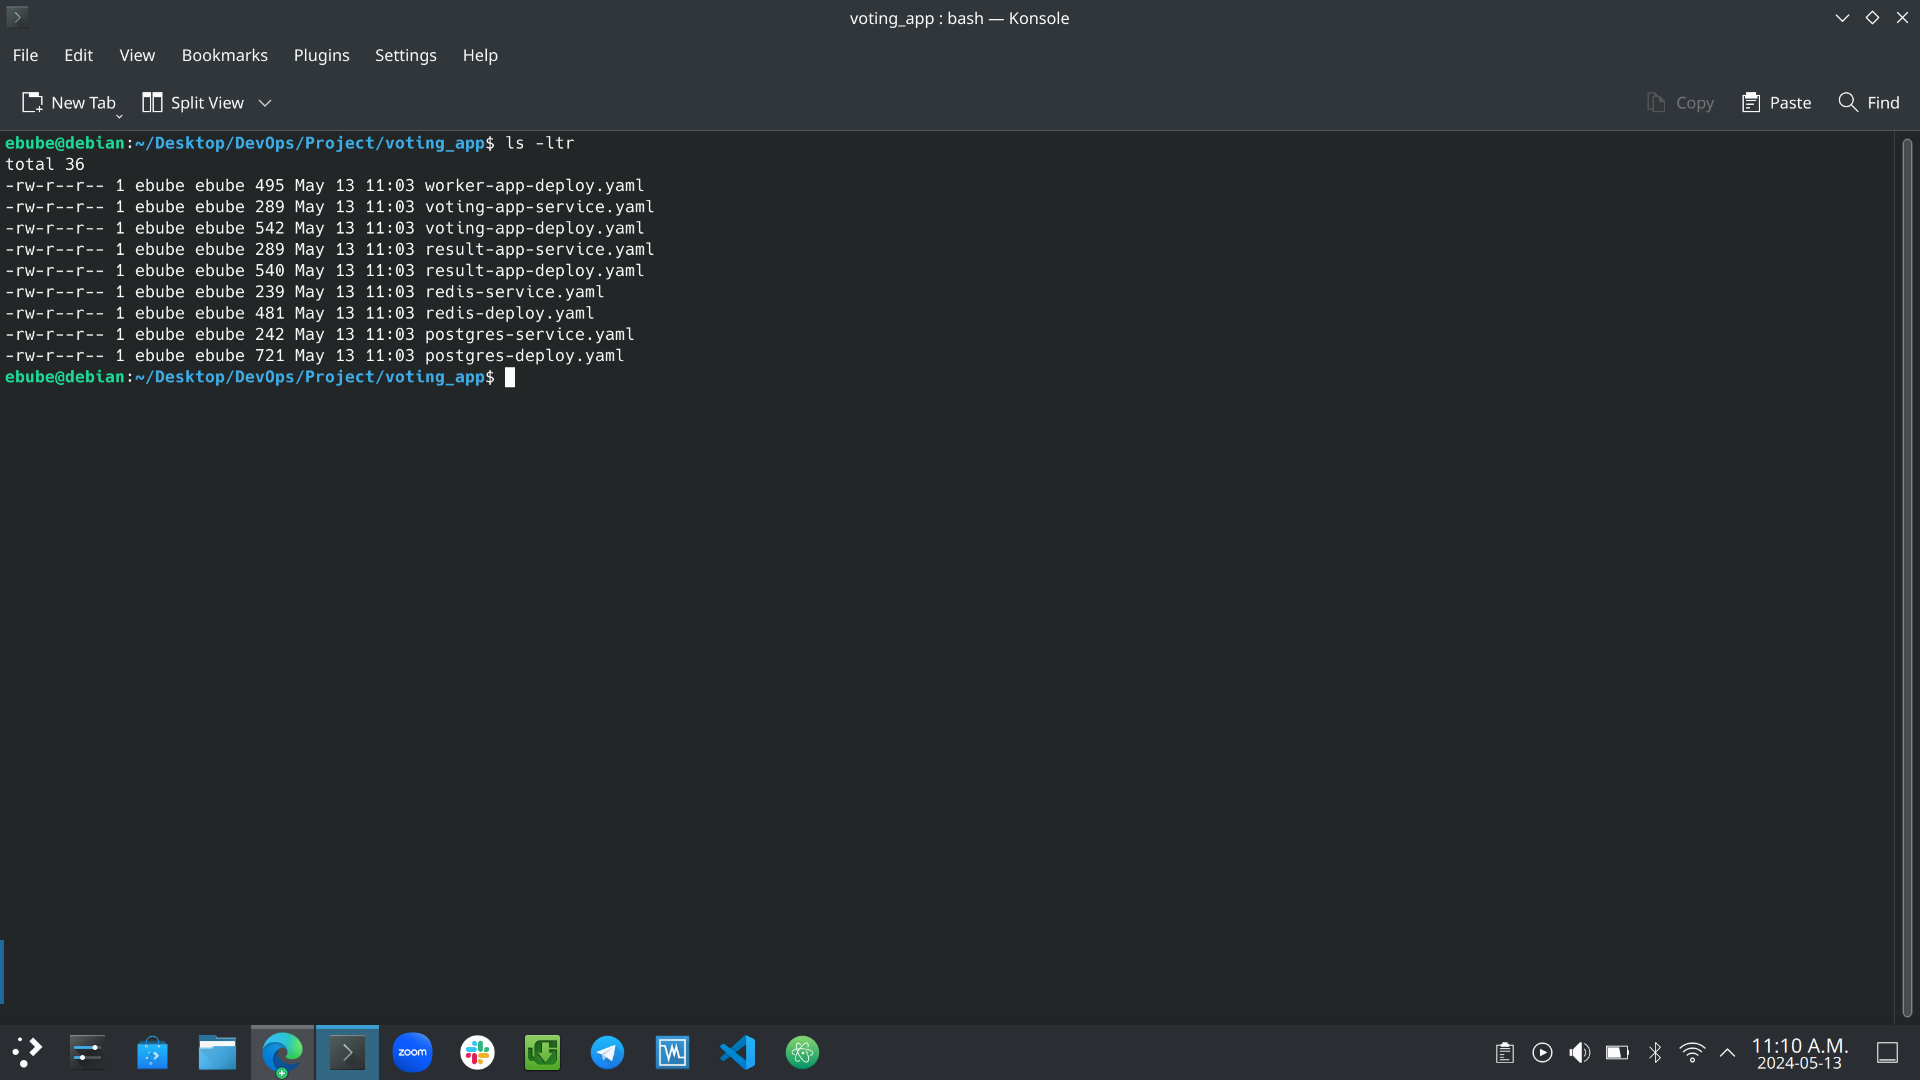 voting_app : bash — Konsole
File Edit View Bookmarks Plugins Settings Help
New Tab Split View Copy Paste Find
ebube@debian:~/Desktop/DevOps/Project/voting_app$ ls -ltr
total 36
-rw-r--r-- 1 ebube ebube 495 May 13 11:03 worker-app-deploy.yaml
-rw-r--r-- 1 ebube ebube 289 May 13 11:03 voting-app-service.yaml
-rw-r--r-- 1 ebube ebube 542 May 13 11:03 voting-app-deploy.yaml
-rw-r--r-- 1 ebube ebube 289 May 13 11:03 result-app-service.yaml
-rw-r--r-- 1 ebube ebube 540 May 13 11:03 result-app-deploy.yaml
-rw-r--r-- 1 ebube ebube 239 May 13 11:03 redis-service.yaml
-rw-r--r-- 1 ebube ebube 481 May 13 11:03 redis-deploy.yaml
-rw-r--r-- 1 ebube ebube 242 May 13 11:03 postgres-service.yaml
-rw-r--r-- 1 ebube ebube 721 May 13 11:03 postgres-deploy.yaml
ebube@debian:~/Desktop/DevOps/Project/voting_app$
zoom
11:10 A.M.
2024-05-13